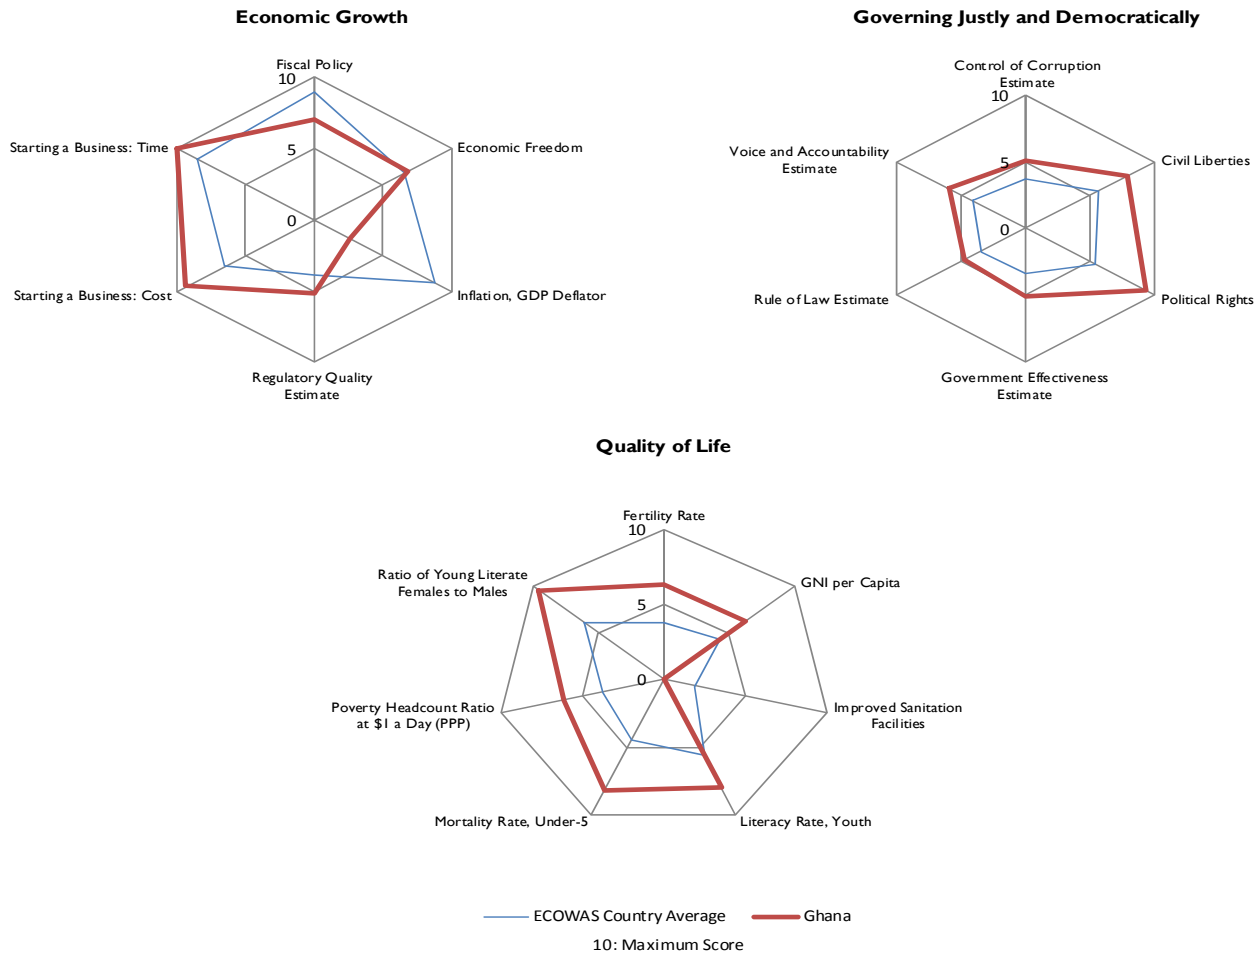 Economic Growth
Fiscal Policy
10
5
0
Starting a Business: Time
Economic Freedom
Starting a Business: Cost
Inflation, GDP Deflator
Regulatory Quality
Estimate
Governing Justly and Democratically
Control of Corruption
Estimate
10
5
0
Voice and Accountability
Estimate
Civil Liberties
Rule of Law Estimate
Political Rights
Government Effectiveness
Estimate
Quality of Life
Fertility Rate
10
5
0
Ratio of Young Literate
Females to Males
GNI per Capita
Poverty Headcount Ratio
at $1 a Day (PPP)
Improved Sanitation
Facilities
Mortality Rate, Under-5
Literacy Rate, Youth
ECOWAS Country Average
Ghana
10: Maximum Score